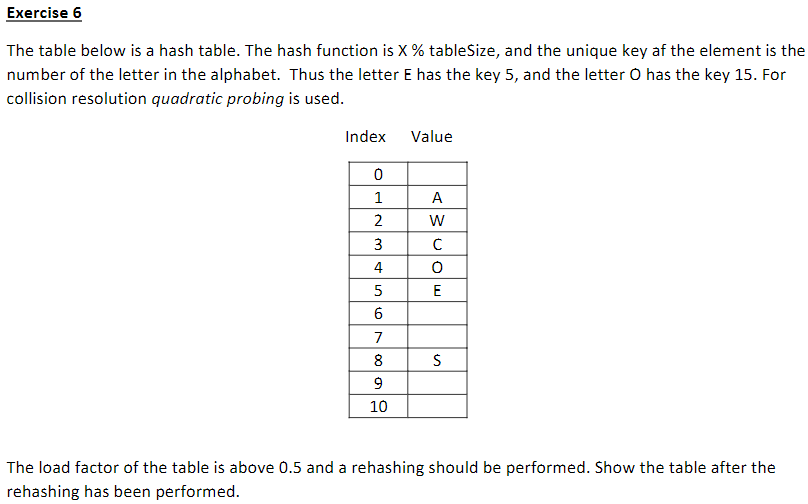 Exercise 6
The table below is a hash table. The hash function is X % tableSize, and the unique key af the element is the
number of the letter in the alphabet. Thus the letter E has the key 5, and the letter O has the key 15. For
collision resolution quadratic probing is used.
Index Value
0
1 A
2 W
3 C
4 O
5 E
6
7
8 S
9
10
The load factor of the table is above 0.5 and a rehashing should be performed. Show the table after the
rehashing has been performed.